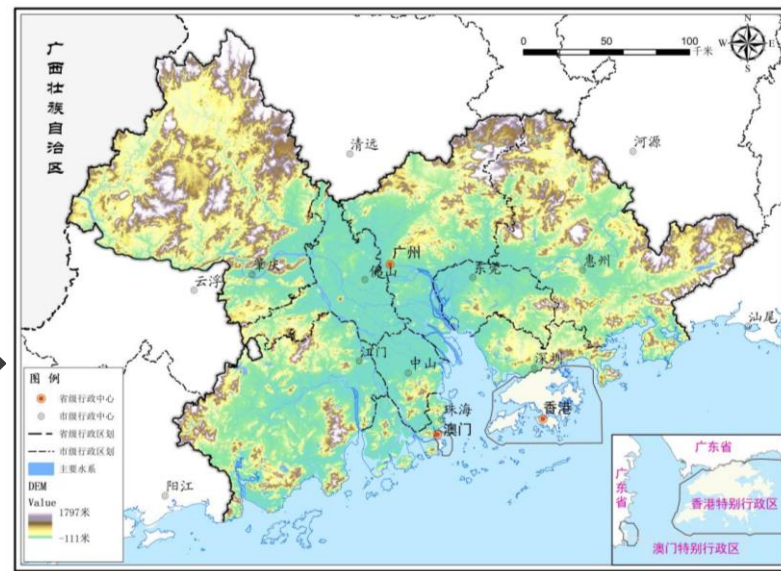 广西壮族自治区
0 50 100
千米
N
W E
S
清远
河源
广州
肇庆
佛山
东莞
惠州
云浮
汕尾
江门
中山
深圳
珠海
香港
澳门
阳江
图 例
省级行政中心
市级行政中心
省级行政区划
市级行政区划
主要水系
DEM
Value
1797米
-111米
广东省
广东省
香港特别行政区
澳门特别行政区